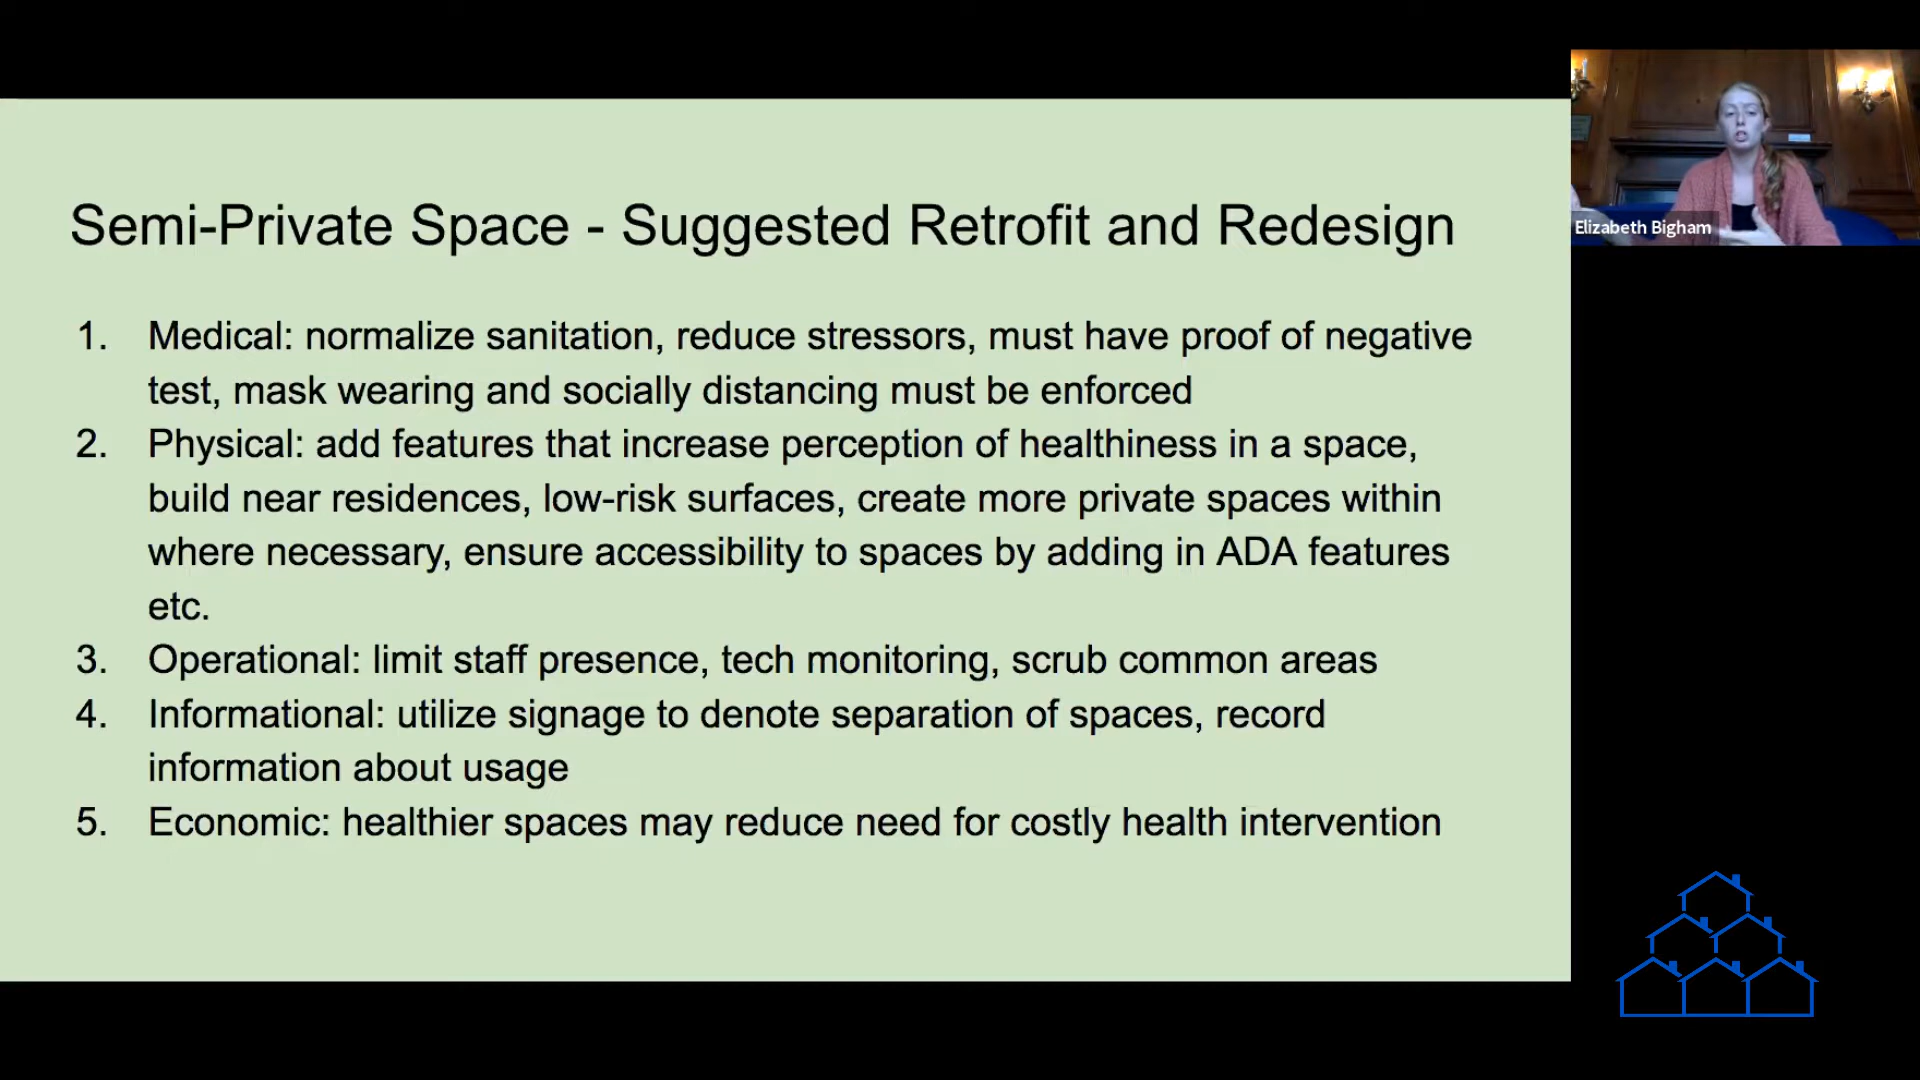 Semi-Private Space - Suggested Retrofit and Redesign
1. Medical: normalize sanitation, reduce stressors, must have proof of negative
test, mask wearing and socially distancing must be enforced
2. Physical: add features that increase perception of healthiness in a space,
build near residences, low-risk surfaces, create more private spaces within
where necessary, ensure accessibility to spaces by adding in ADA features
etc.
3. Operational: limit staff presence, tech monitoring, scrub common areas
4. Informational: utilize signage to denote separation of spaces, record
information about usage
5. Economic: healthier spaces may reduce need for costly health intervention
Elizabeth Bigham